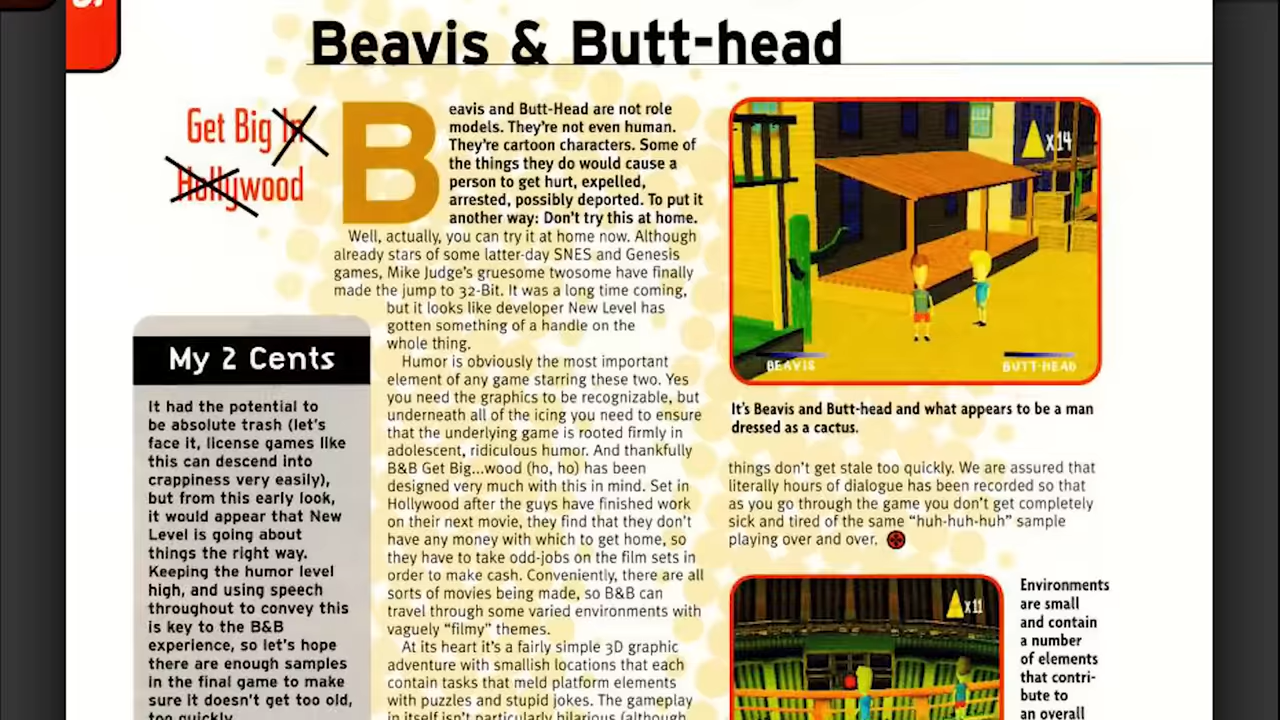 Beavis & Butt-head
Get Big In
Hollywood
Beavis and Butt-Head are not role
models. They're not even human.
They're cartoon characters. Some of
the things they do would cause a
person to get hurt, expelled,
arrested, possibly deported. To put it
another way: Don't try this at home.
Well, actually, you can try it at home now. Although
already stars of some latter-day SNES and Genesis
games, Mike Judge's gruesome twosome have finally
made the jump to 32-Bit. It was a long time coming,
but it looks like developer New Level has
gotten something of a handle on the
whole thing.
Humor is obviously the most important
element of any game starring these two. Yes
you need the graphics to be recognizable, but
underneath all of the icing you need to ensure
that the underlying game is rooted firmly in
adolescent, ridiculous humor. And thankfully
B&B Get Big...wood (ho, ho) has been
designed very much with this in mind. Set in
Hollywood after the guys have finished work
on their next movie, they find that they don't
have any money with which to get home, so
they have to take odd-jobs on the film sets in
order to make cash. Conveniently, there are all
sorts of movies being made, so B&B can
travel through some varied environments with
vaguely "filmy" themes.
At its heart it's a fairly simple 3D graphic
adventure with smallish locations that each
contain tasks that meld platform elements
with puzzles and stupid jokes. The gameplay
in itself isn't particularly hilarious (although
My 2 Cents
It had the potential to
be absolute trash (let's
face it, license games like
this can descend into
crappiness very easily),
but from this early look,
it would appear that New
Level is going about
things the right way.
Keeping the humor level
high, and using speech
throughout to convey this
is key to the B&B
experience, so let's hope
there are enough samples
in the final game to make
sure it doesn't get too old,
too quickly.
x14
BEAVIS
BUTT-HEAD
It's Beavis and Butt-head and what appears to be a man
dressed as a cactus.
things don't get stale too quickly. We are assured that
literally hours of dialogue has been recorded so that
as you go through the game you don't get completely
sick and tired of the same "huh-huh-huh" sample
playing over and over.
x11
Environments
are small
and contain
a number
of elements
that contri-
bute to
an overall